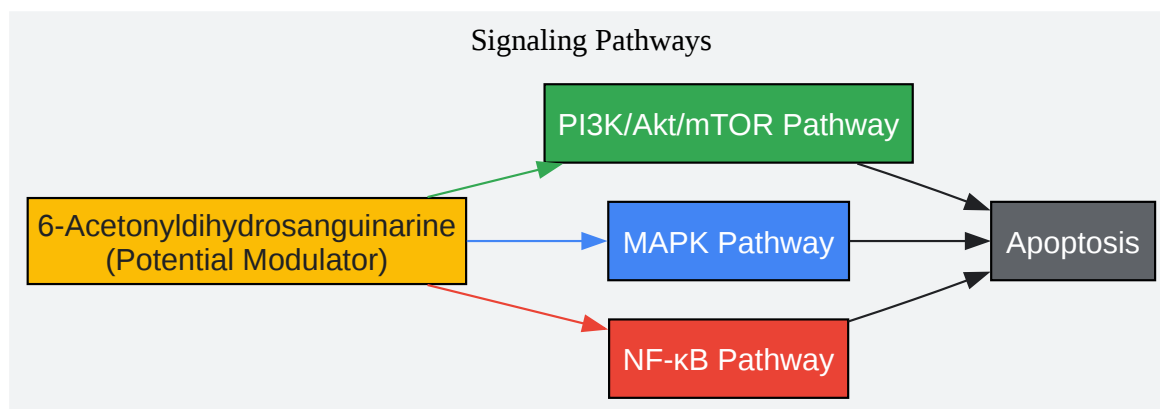 Signaling Pathways
PI3K/Akt/mTOR Pathway
6-Acetonyldihydrosanguinarine
(Potential Modulator)
MAPK Pathway
Apoptosis
NF-κB Pathway